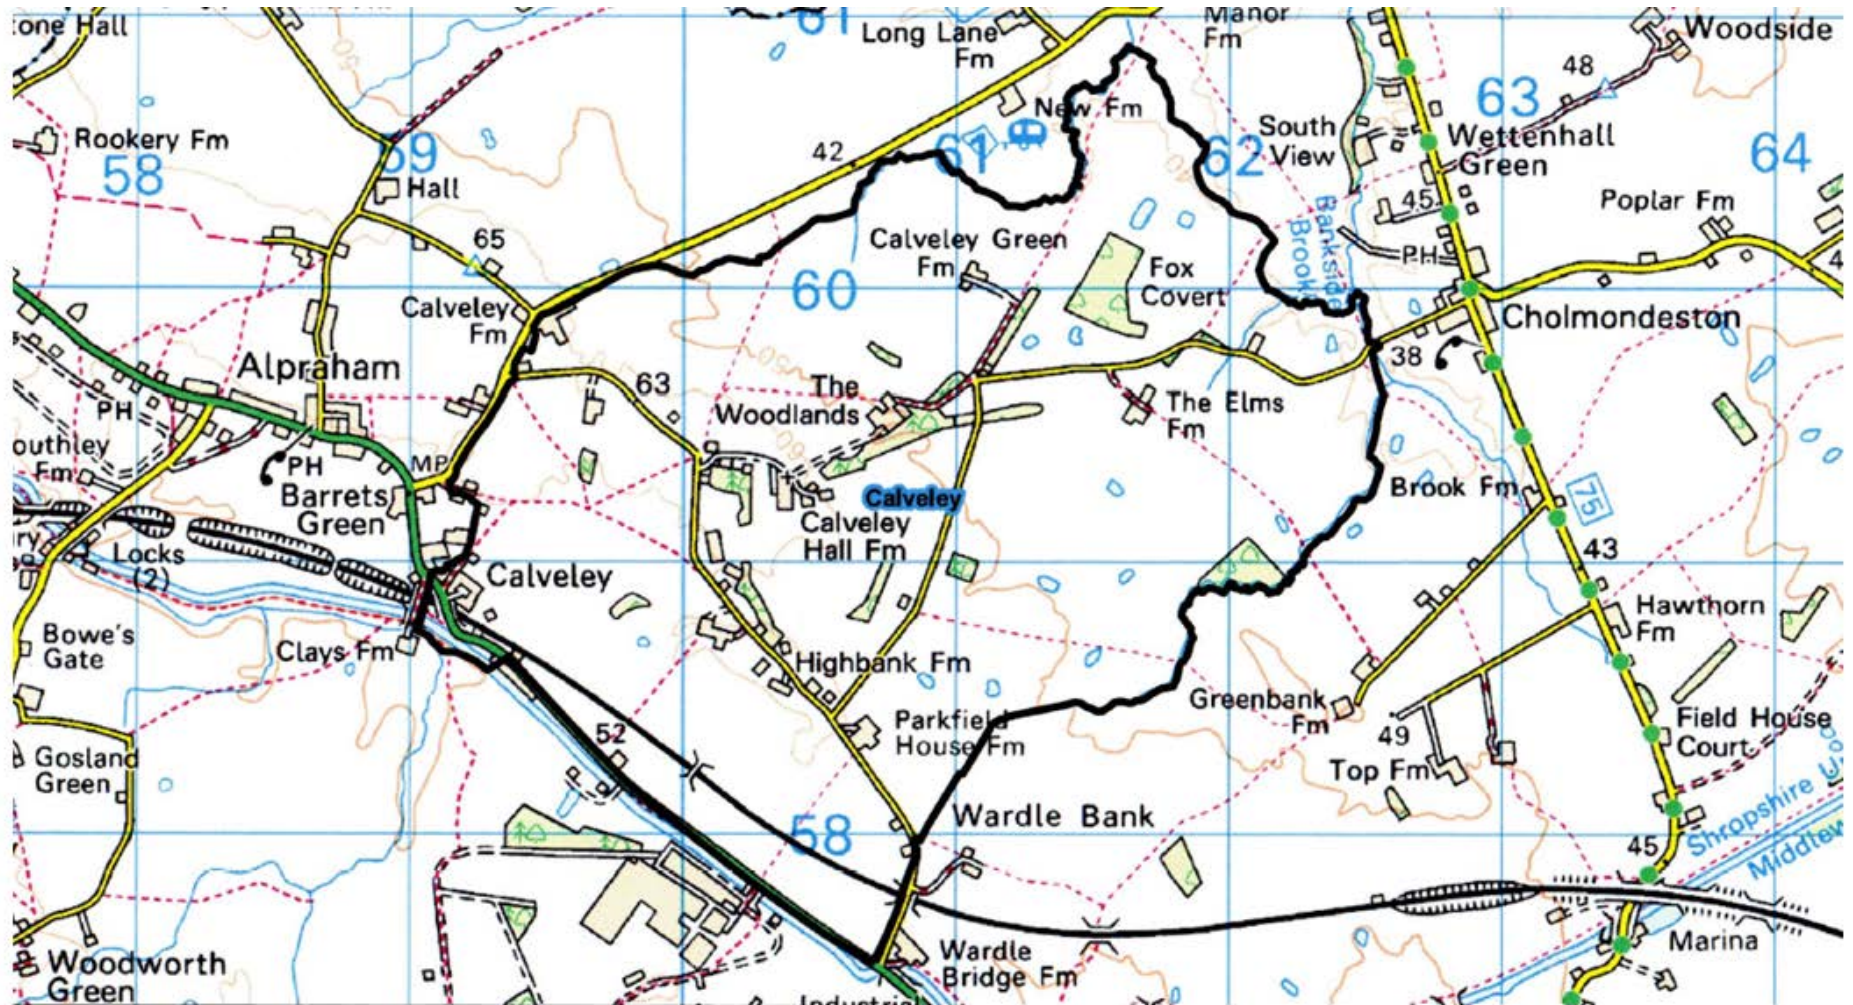 61
Manor
Fm
Woodside
Long Lane
Fm
48
63
New Fm
Rookery Fm
59
58
Hall
42
61
62
South
View
Wettenhall
Green
64
45
Poplar Fm
65
Calveley Green
Fm
Bankside
Brook
PH
60
Fox
Covert
Calveley
Fm
Cholmondeston
Alpraham
050
38
63
The
Woodlands
The Elms
Fm
PH
60
Fm
PH
MP
Barrets
Green
Calveley
Brook Fm
75
Calveley
Hall Fm
Locks
(2)
43
Calveley
Hawthorn
Fm
Bowe's
Gate
Clays Fm
Highbank Fm
Greenbank
Fm
Parkfield
House Fm
Field House
Court
52
49
Top Fm
Gosland
Green
Wardle Bank
58
45
Shropshire
Woodworth
Green
Wardle
Bridge Fm
Marina